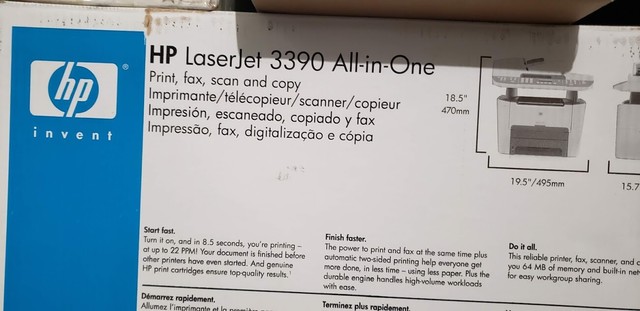 hp®
invent
HP LaserJet 3390 All-in-One
Print, fax, scan and copy
Imprimante/télécopieur/scanner/copieur
Impresión, escaneado, copiado y fax
Impressão, fax, digitalização e cópia
18.5"
470mm
19.5"/495mm
15.7
Start fast.
Turn it on, and in 8.5 seconds, you're printing –
at up to 22 PPM! Your document is finished before
other printers have even started. And genuine
HP print cartridges ensure top-quality results.¹
Finish faster.
The power to print and fax at the same time plus
automatic two-sided printing help everyone get
more done, in less time – using less paper. Plus the
durable engine handles high-volume workloads
with ease.
Do it all.
This reliable printer, fax, scanner, and c
you 64 MB of memory and built-in net
for easy workgroup sharing.
Démarrez rapidement.
Allumez l'imprimante et la première
Terminez plus rapidement.